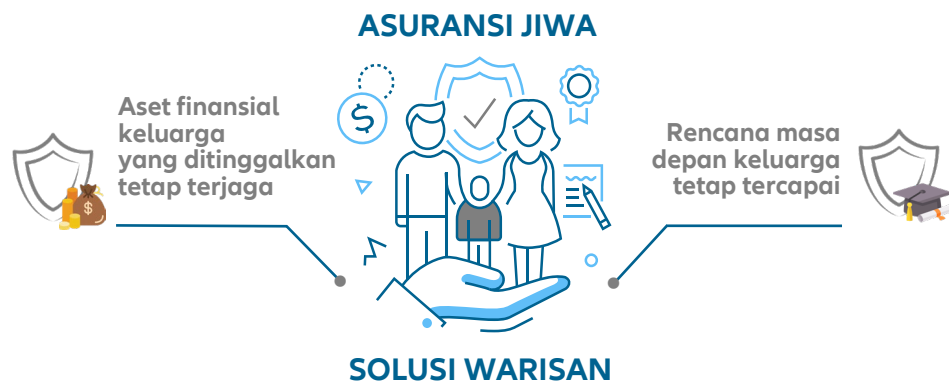 ASURANSI JIWA
Aset finansial
keluarga
yang ditinggalkan
tetap terjaga
$
Rencana masa
depan keluarga
tetap tercapai
$
SOLUSI WARISAN